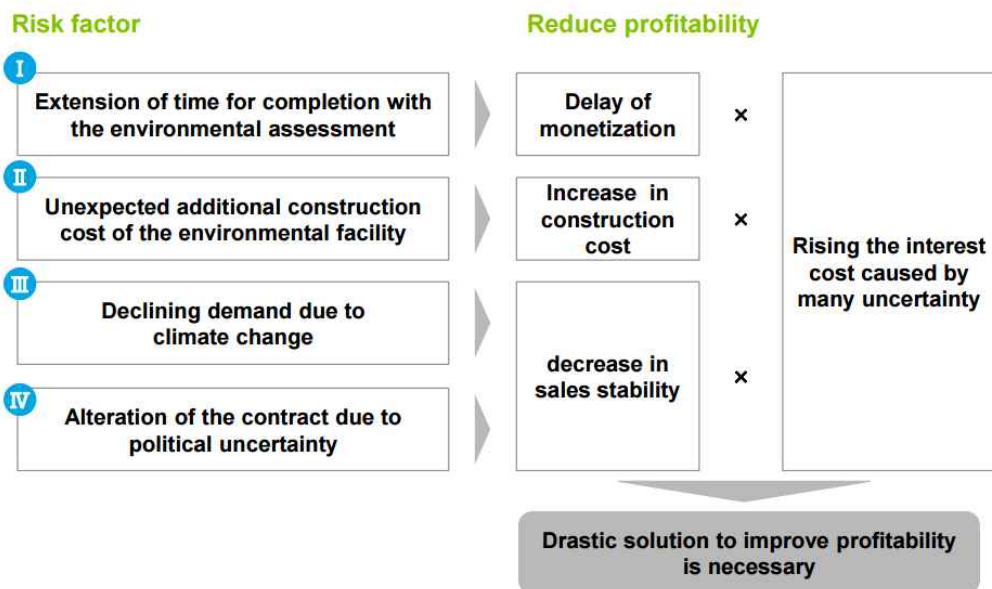 Risk factor
Reduce profitability
Ⅰ
Extension of time for completion with
the environmental assessment
Delay of
monetization
×
Ⅱ
Unexpected additional construction
cost of the environmental facility
Increase in
construction
cost
×
Ⅲ
Declining demand due to
climate change
Ⅳ
Alteration of the contract due to
political uncertainty
decrease in
sales stability
×
Rising the interest
cost caused by
many uncertainty
Drastic solution to improve profitability
is necessary